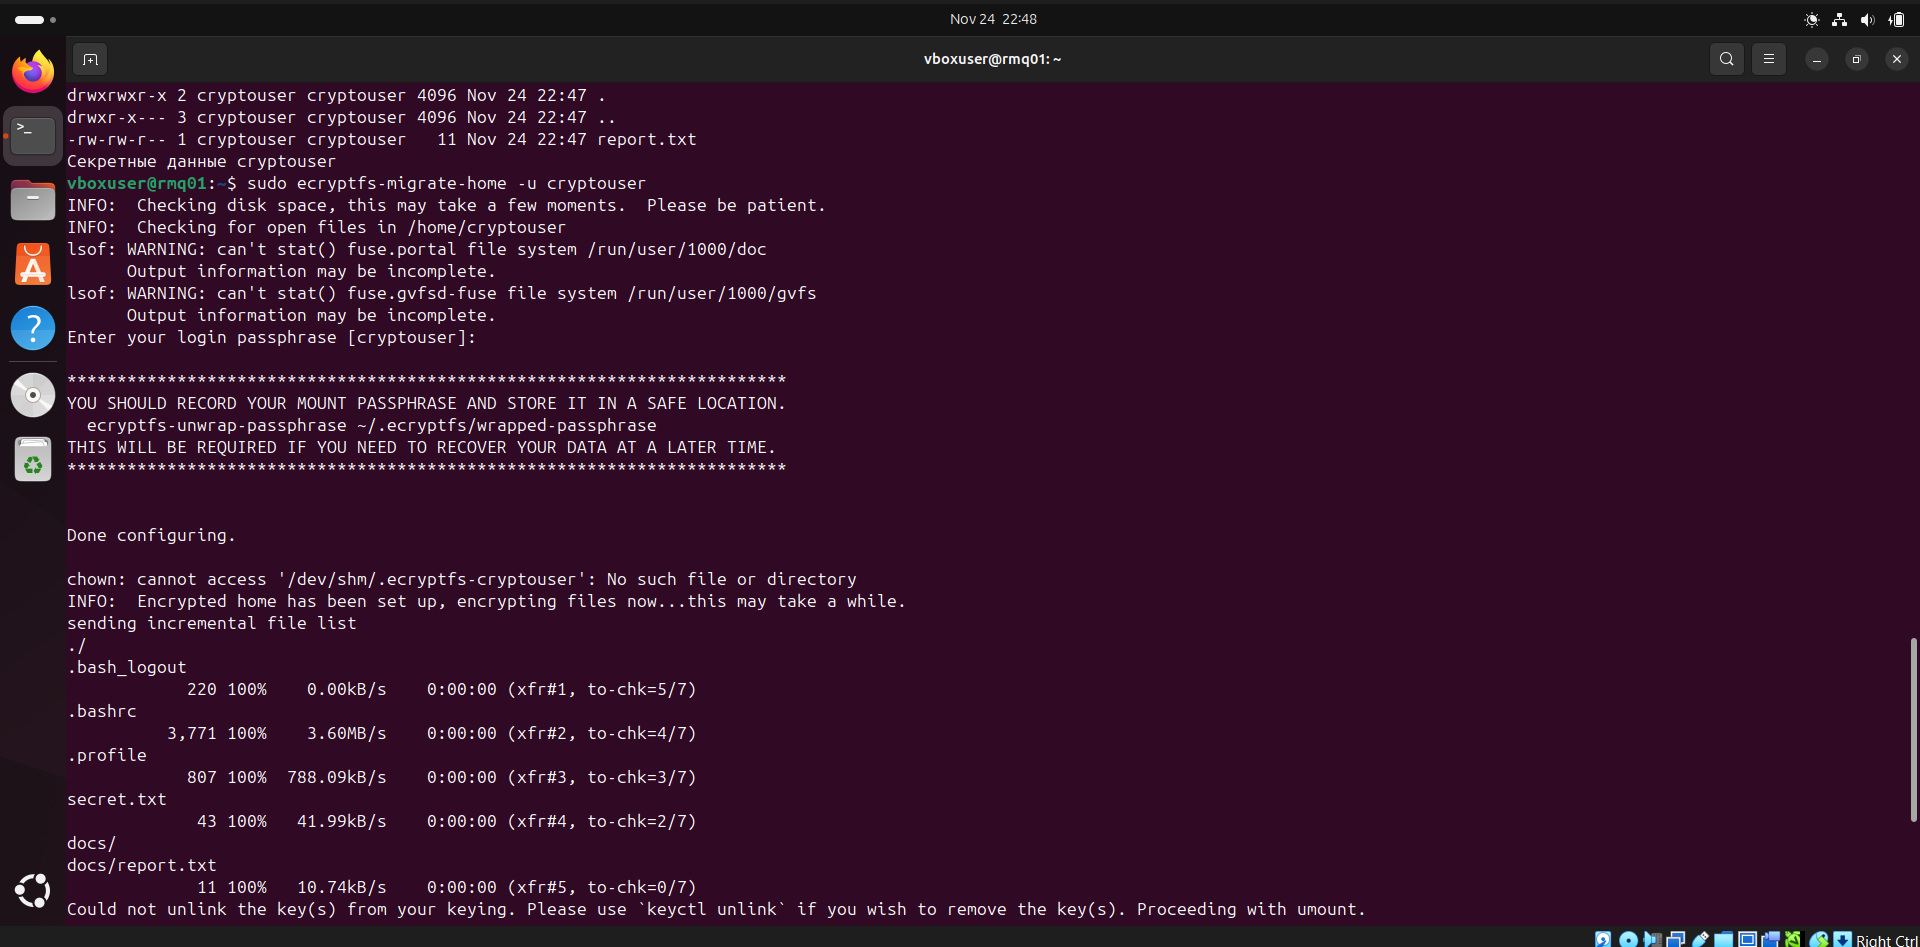 Nov 24 22:48
vboxuser@rmq01: ~
drwxrwxr-x 2 cryptouser cryptouser 4096 Nov 24 22:47 .
drwxr-x--- 3 cryptouser cryptouser 4096 Nov 24 22:47 ..
-rw-rw-r-- 1 cryptouser cryptouser   11 Nov 24 22:47 report.txt
Секретные данные cryptouser
vboxuser@rmq01:~$ sudo ecryptfs-migrate-home -u cryptouser
INFO:  Checking disk space, this may take a few moments.  Please be patient.
INFO:  Checking for open files in /home/cryptouser
lsof: WARNING: can't stat() fuse.portal file system /run/user/1000/doc
      Output information may be incomplete.
lsof: WARNING: can't stat() fuse.gvfsd-fuse file system /run/user/1000/gvfs
      Output information may be incomplete.
Enter your login passphrase [cryptouser]:
************************************************************************
YOU SHOULD RECORD YOUR MOUNT PASSPHRASE AND STORE IT IN A SAFE LOCATION.
  ecryptfs-unwrap-passphrase ~/.ecryptfs/wrapped-passphrase
THIS WILL BE REQUIRED IF YOU NEED TO RECOVER YOUR DATA AT A LATER TIME.
************************************************************************
Done configuring.
chown: cannot access '/dev/shm/.ecryptfs-cryptouser': No such file or directory
INFO:  Encrypted home has been set up, encrypting files now...this may take a while.
sending incremental file list
./
.bash_logout
            220 100%    0.00kB/s    0:00:00 (xfr#1, to-chk=5/7)
.bashrc
          3,771 100%    3.60MB/s    0:00:00 (xfr#2, to-chk=4/7)
.profile
            807 100%  788.09kB/s    0:00:00 (xfr#3, to-chk=3/7)
secret.txt
             43 100%   41.99kB/s    0:00:00 (xfr#4, to-chk=2/7)
docs/
docs/report.txt
             11 100%   10.74kB/s    0:00:00 (xfr#5, to-chk=0/7)
Could not unlink the key(s) from your keying. Please use `keyctl unlink` if you wish to remove the key(s). Proceeding with umount.
Right Ctrl